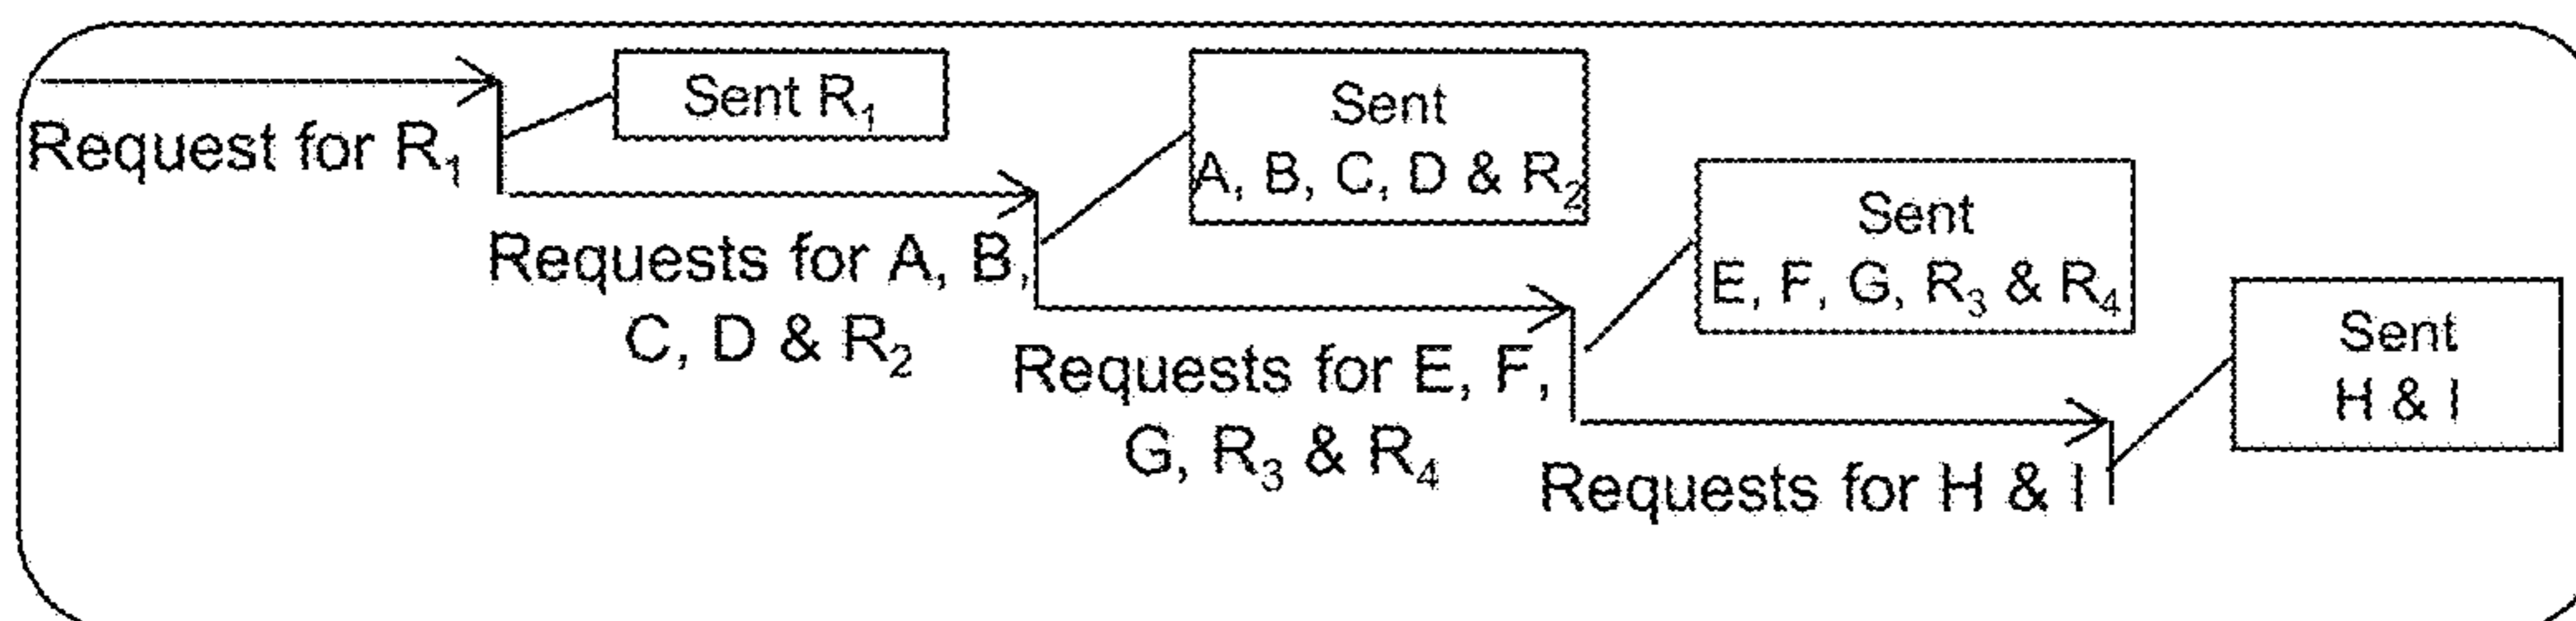 Request for R₁
Sent R₁
Requests for A, B,
C, D & R₂
Sent
A, B, C, D & R₂
Requests for E, F,
G, R₃ & R₄
Sent
E, F, G, R₃ & R₄
Requests for H & I
Sent
H & I